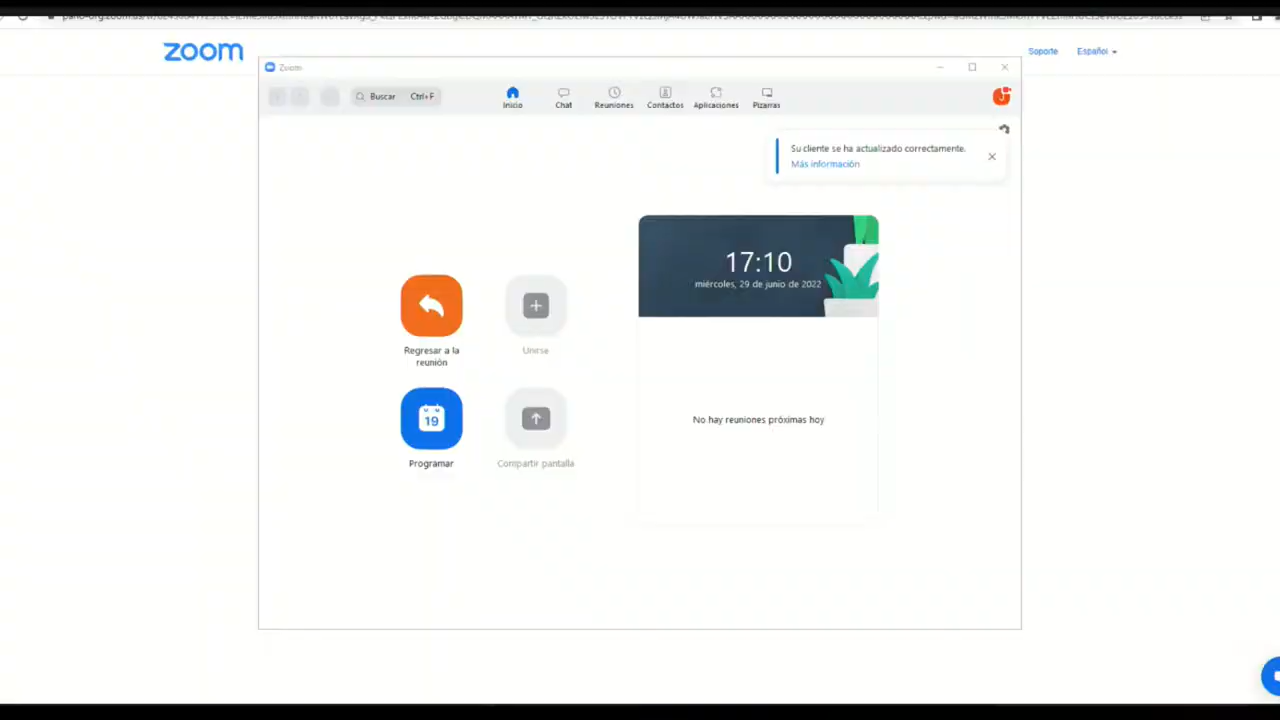 zoom
Soporte
Español
Zoom
Buscar
Ctrl+F
Inicio
Chat
Reuniones
Contactos
Aplicaciones
Pizarras
J
Su cliente se ha actualizado correctamente.
Más información
17:10
miércoles, 29 de junio de 2022
Regresar a la
reunión
Unirse
19
Programar
Compartir pantalla
No hay reuniones próximas hoy